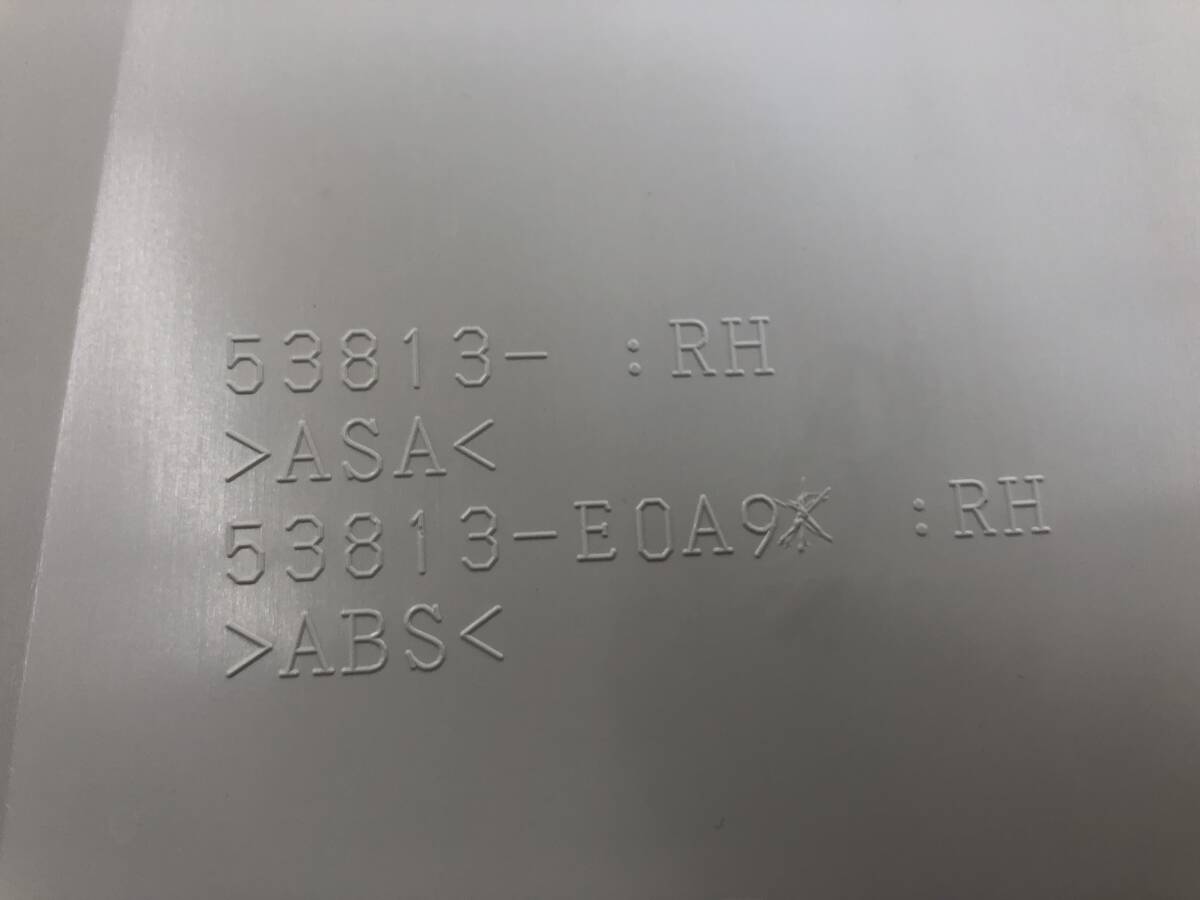 53813- :RH
>ASA<
53813-E0A9 :RH
>ABS<